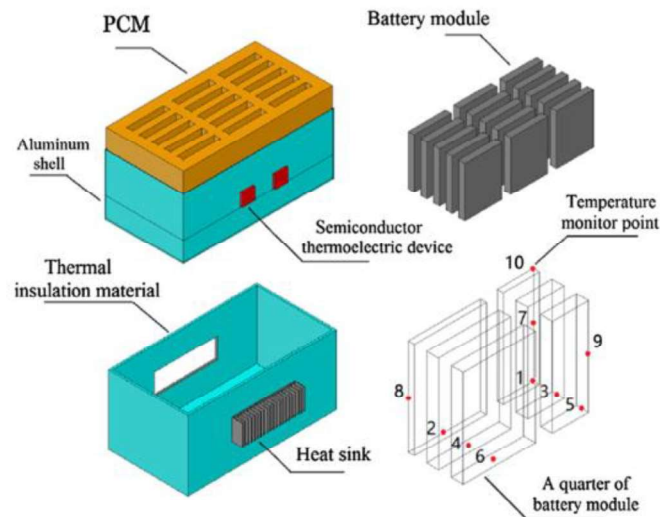 PCM
Battery module
Aluminum
shell
Semiconductor
thermoelectric device
Temperature
monitor point
Thermal
insulation material
10
7
9
8
1
3
2
5
4
6
Heat sink
A quarter of
battery module